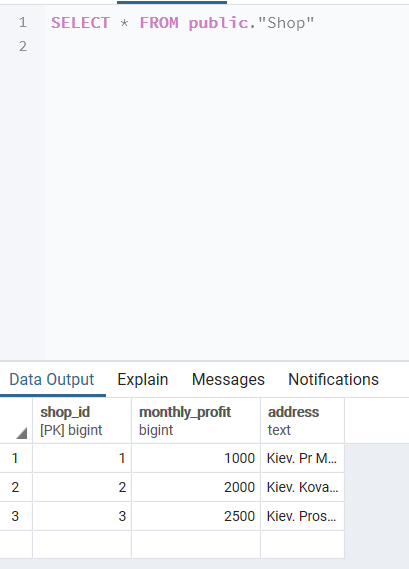 1 SELECT * FROM public."Shop"
2
Data Output Explain Messages Notifications
shop_id monthly_profit address
[PK] bigint bigint text
1 1 1000 Kiev. Pr M...
2 2 2000 Kiev. Kova...
3 3 2500 Kiev. Pros...